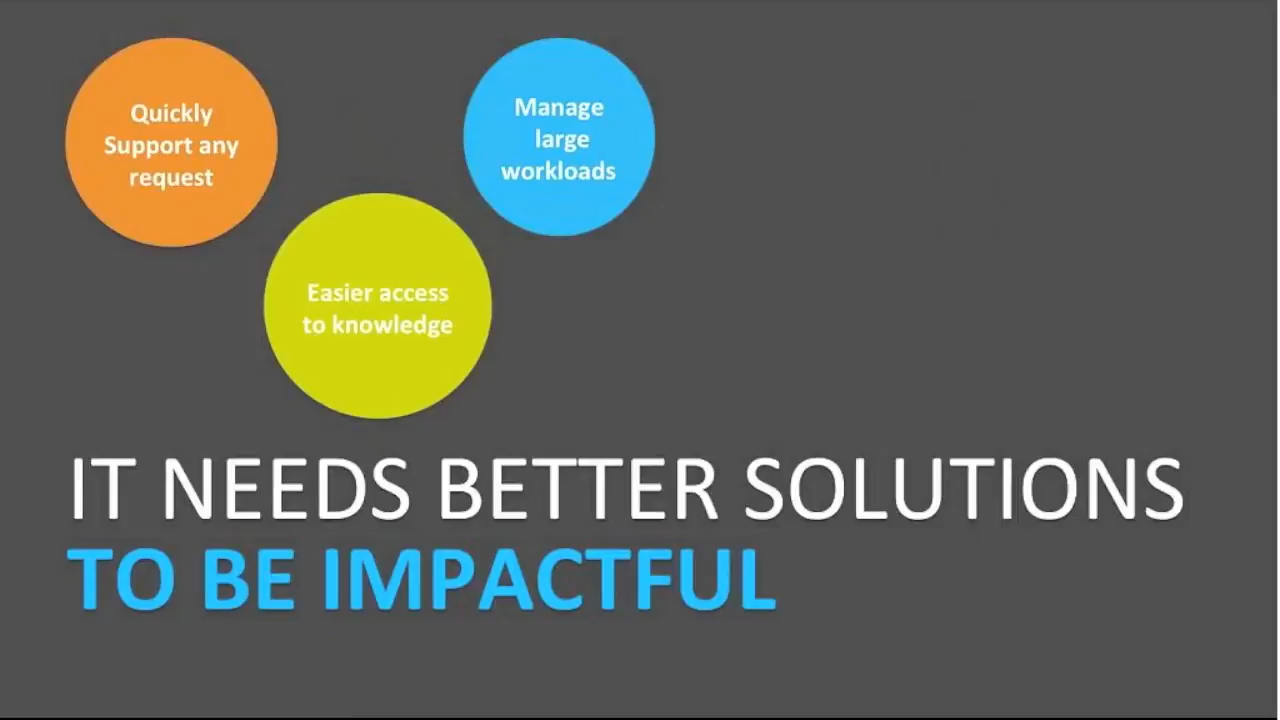 Quickly
Support any
request
Manage
large
workloads
Easier access
to knowledge
IT NEEDS BETTER SOLUTIONS
TO BE IMPACTFUL